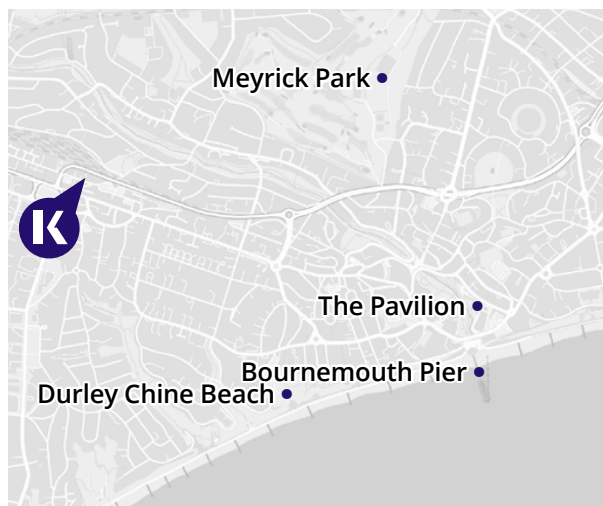 Meyrick Park
K
The Pavilion
Bournemouth Pier
Durley Chine Beach